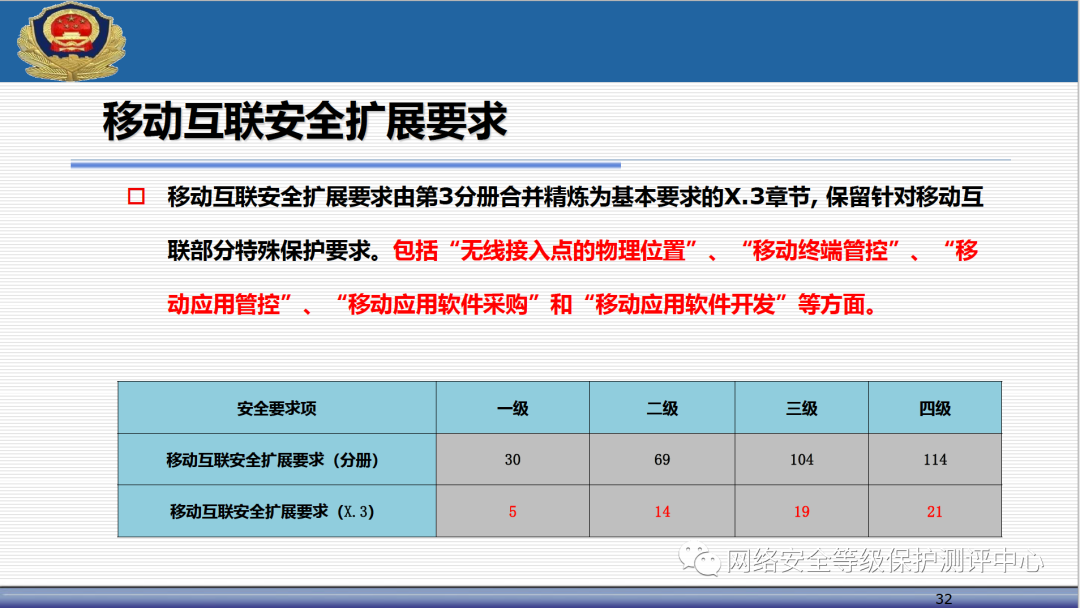 移动互联安全扩展要求
移动互联安全扩展要求由第3分册合并精炼为基本要求的X.3章节, 保留针对移动互
联部分特殊保护要求。包括“无线接入点的物理位置”、“移动终端管控”、“移
动应用管控”、“移动应用软件采购”和“移动应用软件开发”等方面。
安全要求项 一级 二级 三级 四级
移动互联安全扩展要求（分册） 30 69 104 114
移动互联安全扩展要求（X.3） 5 14 19 21
网络安全等级保护测评中心
32